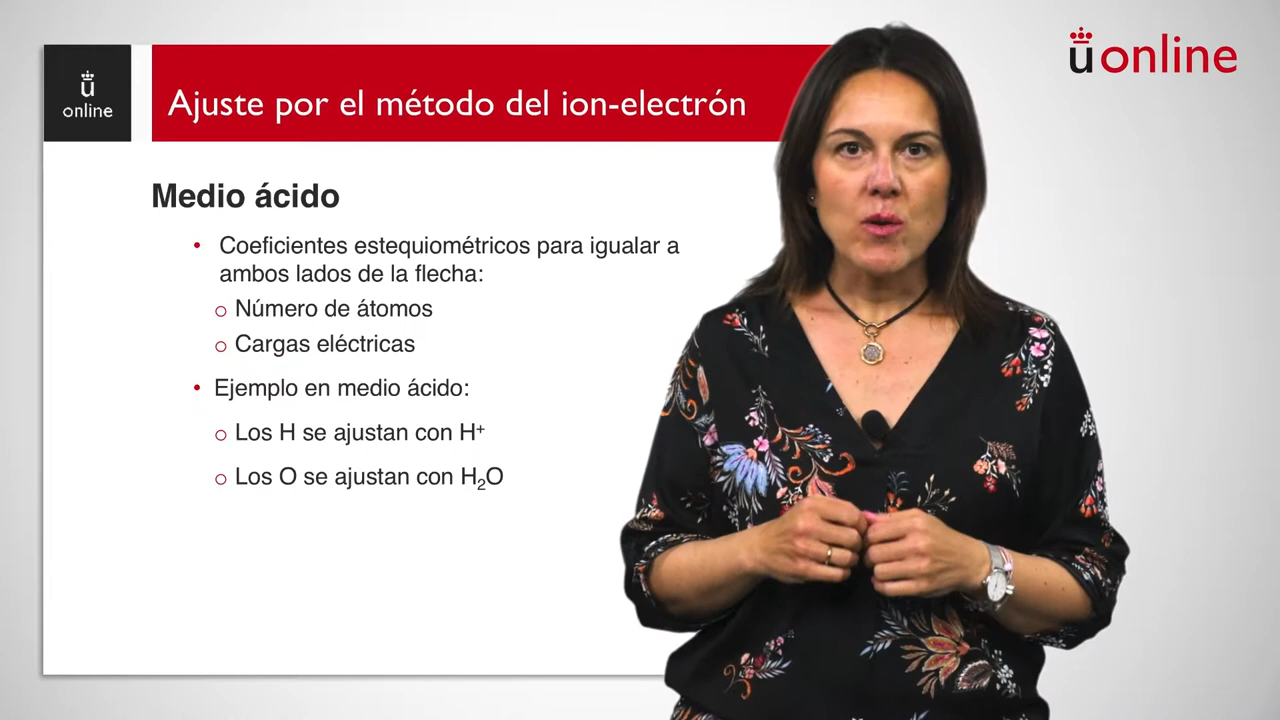 ū online
ū
online
Ajuste por el método del ion-electrón
Medio ácido
• Coeficientes estequiométricos para igualar a
ambos lados de la flecha:
o Número de átomos
o Cargas eléctricas
• Ejemplo en medio ácido:
o Los H se ajustan con H⁺
o Los O se ajustan con H₂O